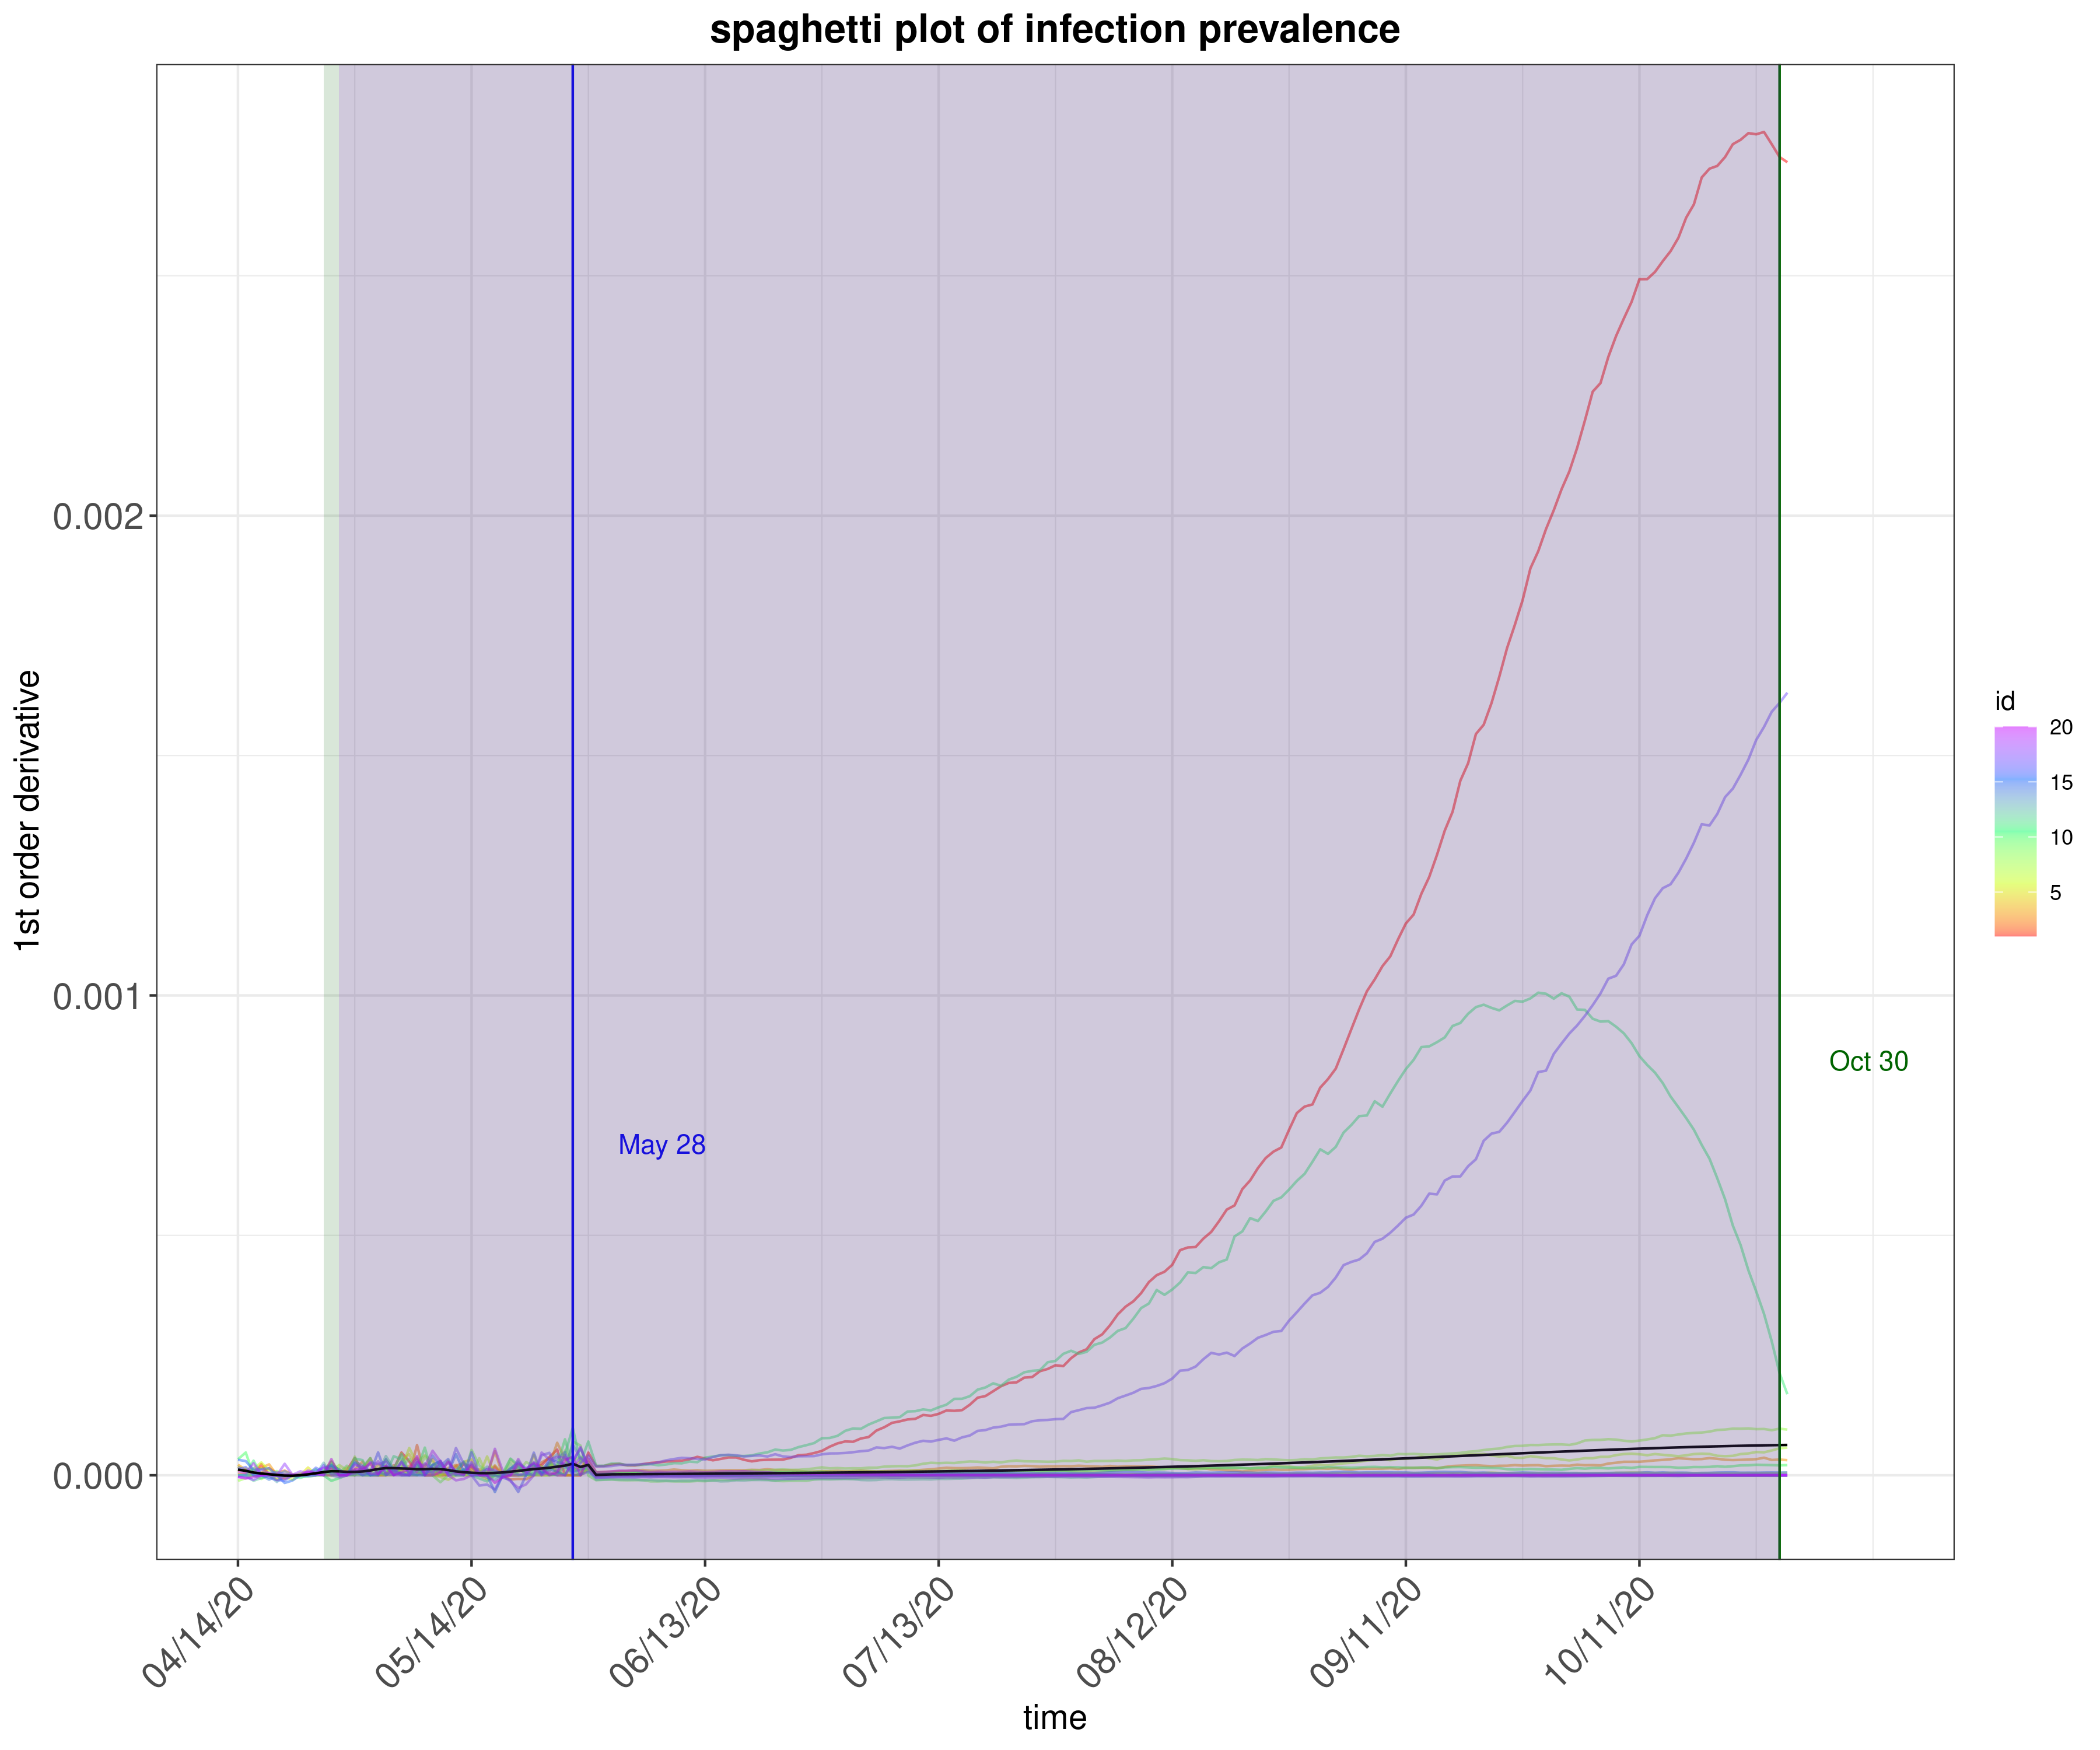 spaghetti plot of infection prevalence
1st order derivative
0.002
0.001
0.000
May 28
Oct 30
id
20
15
10
5
04/14/20
05/14/20
06/13/20
07/13/20
08/12/20
09/11/20
10/11/20
time